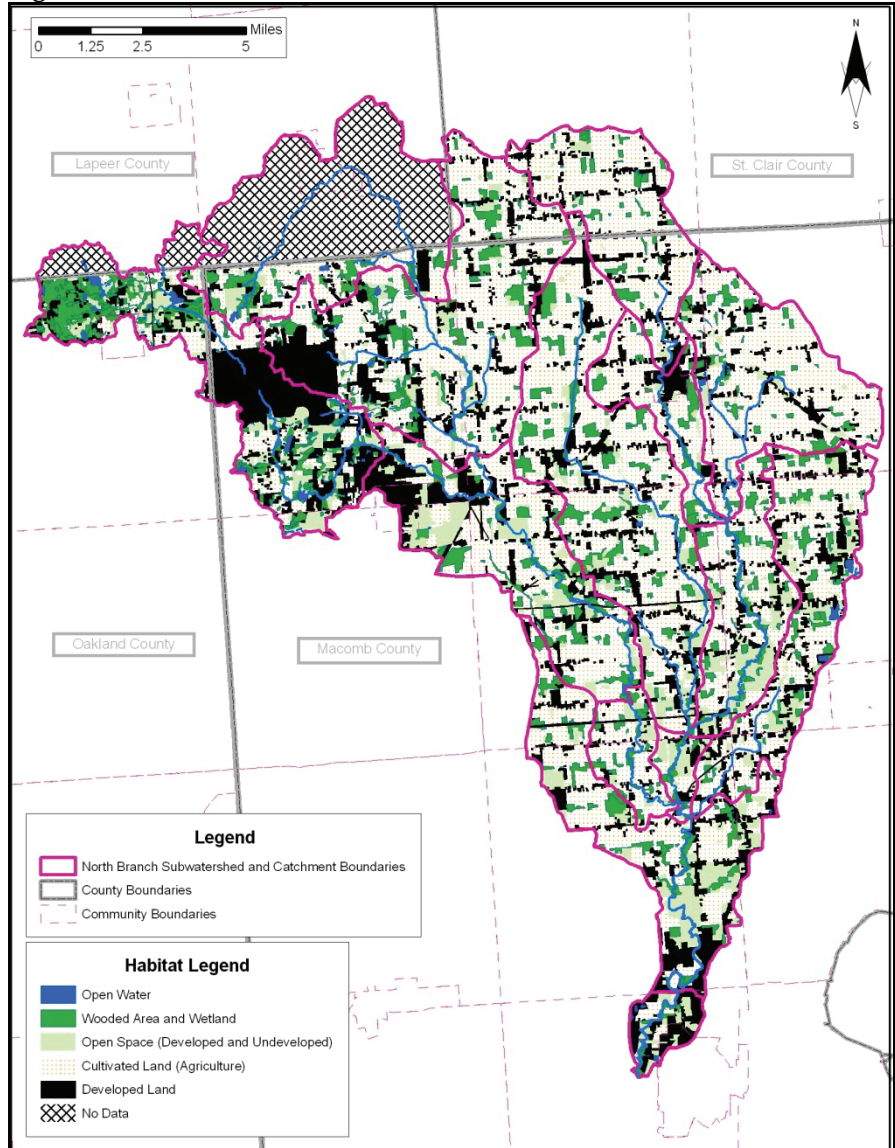 Miles
0 1.25 2.5 5
N
S
Lapeer County
St. Clair County
Oakland County
Macomb County
Legend
North Branch Subwatershed and Catchment Boundaries
County Boundaries
Community Boundaries
Habitat Legend
Open Water
Wooded Area and Wetland
Open Space (Developed and Undeveloped)
Cultivated Land (Agriculture)
Developed Land
No Data